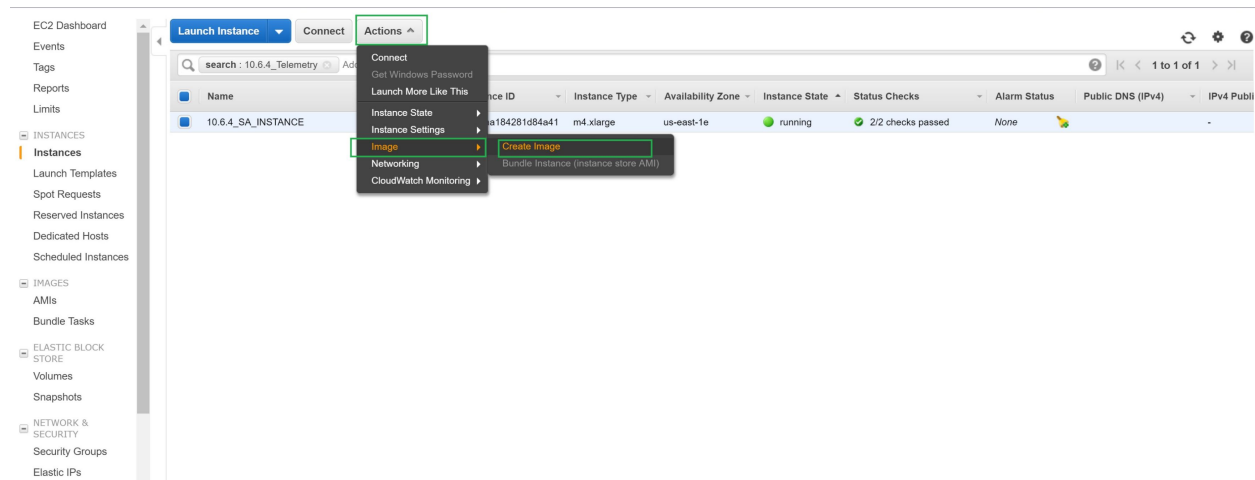 EC2 Dashboard
Events
Tags
Reports
Limits
INSTANCES
Instances
Launch Templates
Spot Requests
Reserved Instances
Dedicated Hosts
Scheduled Instances
IMAGES
AMIs
Bundle Tasks
ELASTIC BLOCK
STORE
Volumes
Snapshots
NETWORK &
SECURITY
Security Groups
Elastic IPs
Launch Instance Connect Actions
search : 10.6.4_Telemetry 1 to 1 of 1
Name Instance Type Availability Zone Instance State Status Checks Alarm Status Public DNS (IPv4) IPv4
10.6.4_SA_INSTANCE a184281d84a41 m4.xlarge us-east-1e running 2/2 checks passed None -
Connect
Get Windows Password
Launch More Like This
Instance State
Instance Settings
Image
Networking
CloudWatch Monitoring
Create Image
Bundle Instance (instance store AMI)